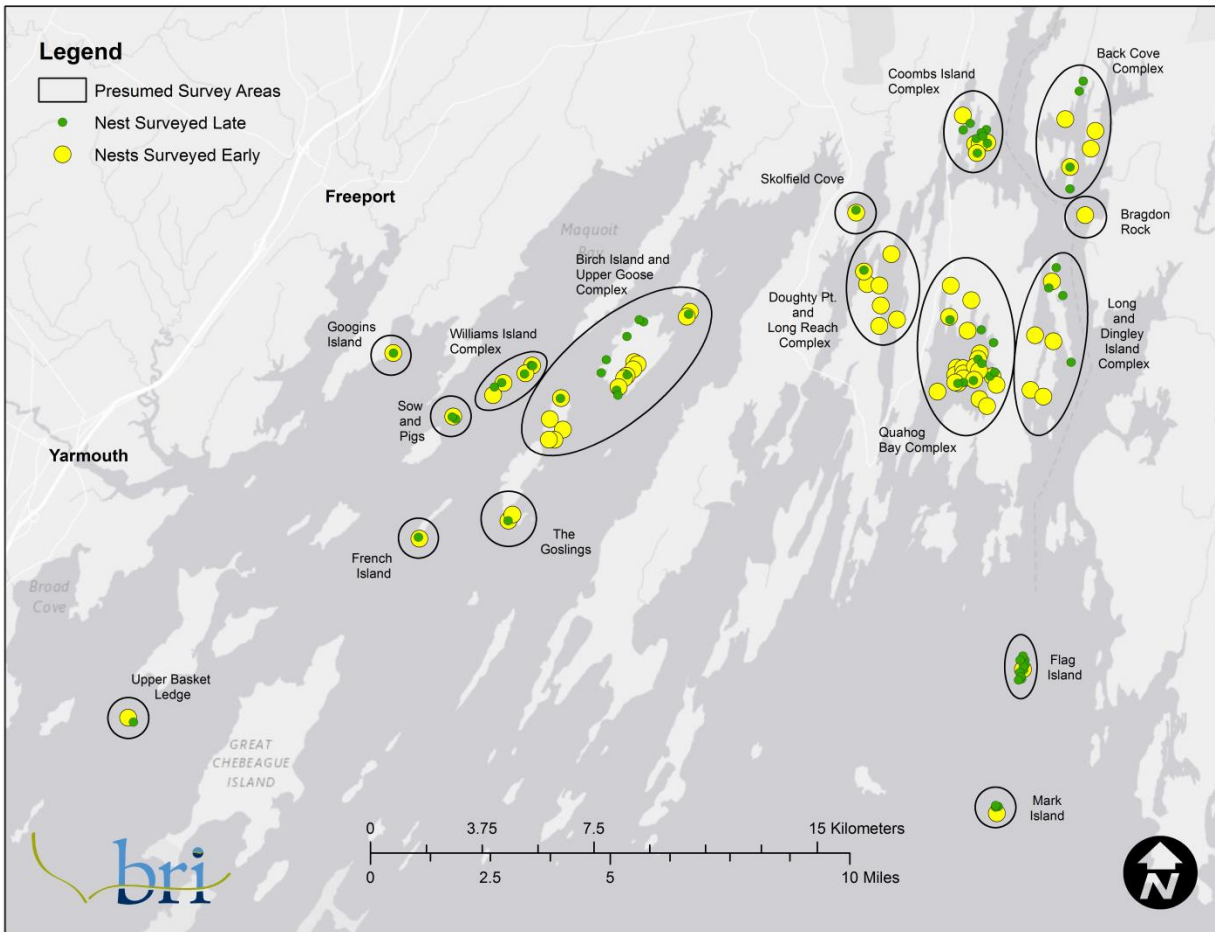 Legend
Presumed Survey Areas
Nest Surveyed Late
Nests Surveyed Early
Coombs Island
Complex
Back Cove
Complex
Freeport
Skolfield Cove
Bragdon
Rock
Maquoit
Bay
Birch Island and
Upper Goose
Complex
Doughty Pt.
and
Long Reach
Complex
Long
and
Dingley
Island
Complex
Googins
Island
Williams Island
Complex
Sow
and
Pigs
Quahog
Bay Complex
Yarmouth
The
Goslings
French
Island
Broad
Cove
Flag
Island
Upper Basket
Ledge
GREAT
CHEBEAGUE
ISLAND
Mark
Island
0 3.75 7.5 15 Kilometers
0 2.5 5 10 Miles
bri
N